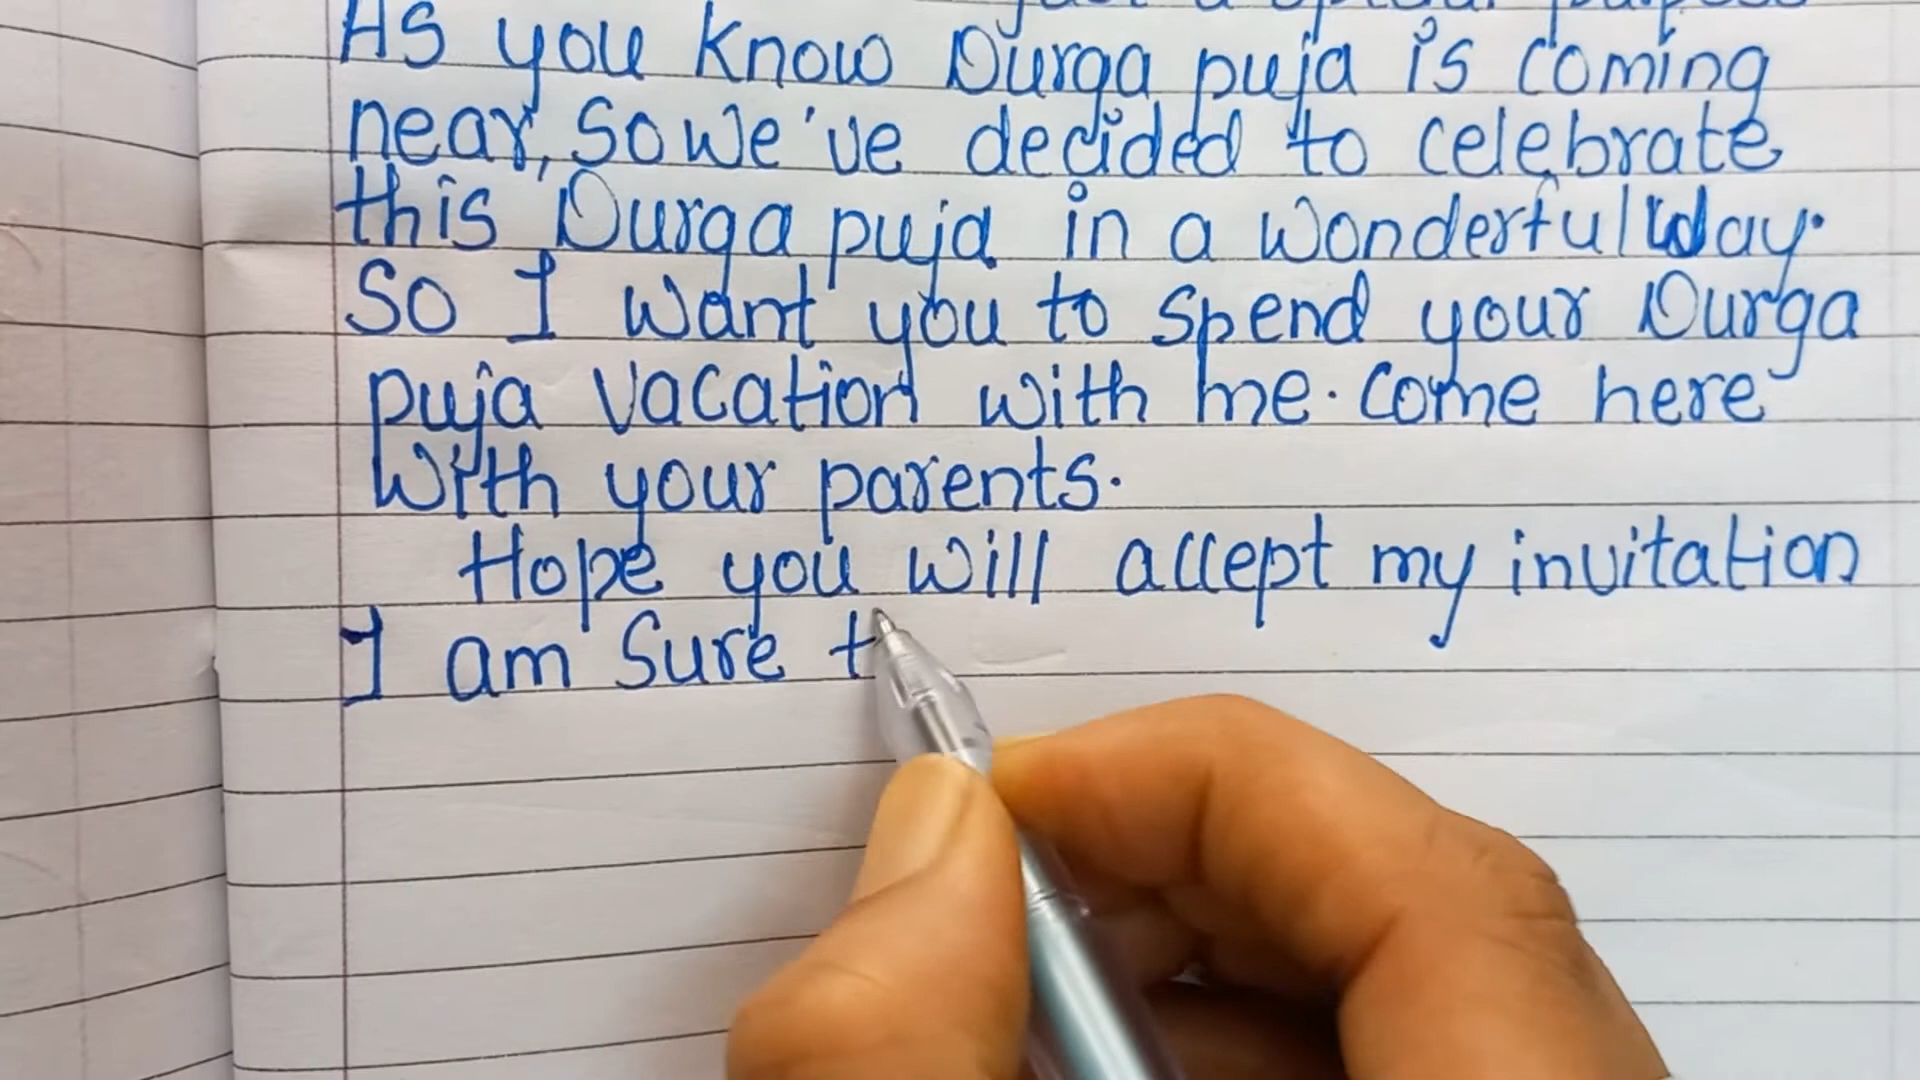 As you know Durga puja is coming
near, so we've decided to celebrate
this Durga puja in a wonderful day.
So I want you to spend your Durga
puja vacation with me. Come here
with your parents.
Hope you will accept my invitation
I am sure t